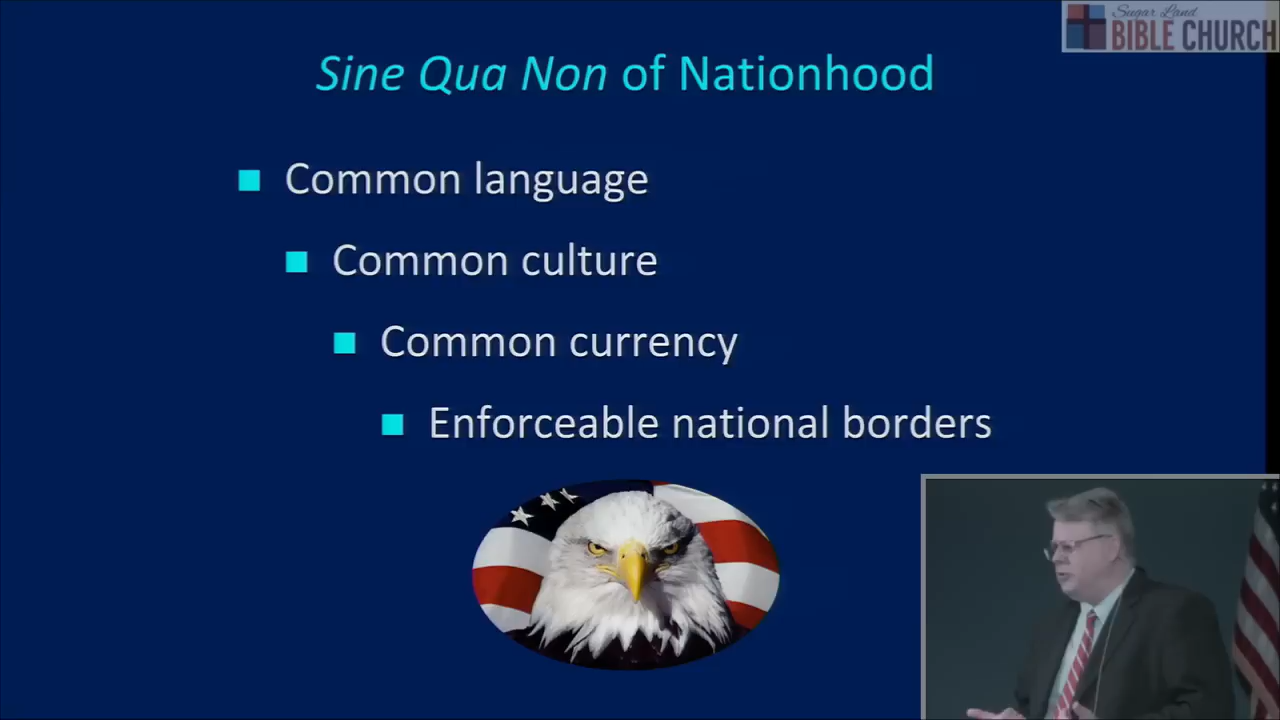 Sugar Land
BIBLE CHURCH
Sine Qua Non of Nationhood
Common language
Common culture
Common currency
Enforceable national borders